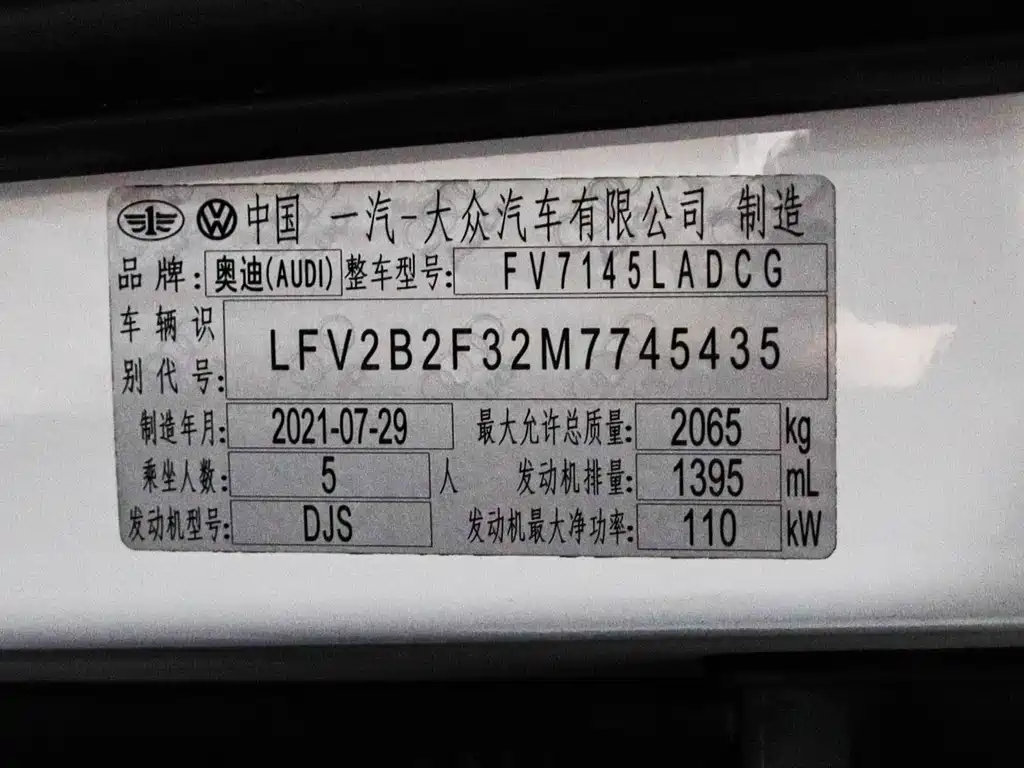 中国 一汽-大众汽车有限公司 制造
品牌: 奥迪(AUDI) 整车型号: FV7145LADCG
车辆识别代号: LFV2B2F32M7745435
制造年月: 2021-07-29 最大允许总质量: 2065 kg
乘坐人数: 5 人 发动机排量: 1395 mL
发动机型号: DJS 发动机最大净功率: 110 kW